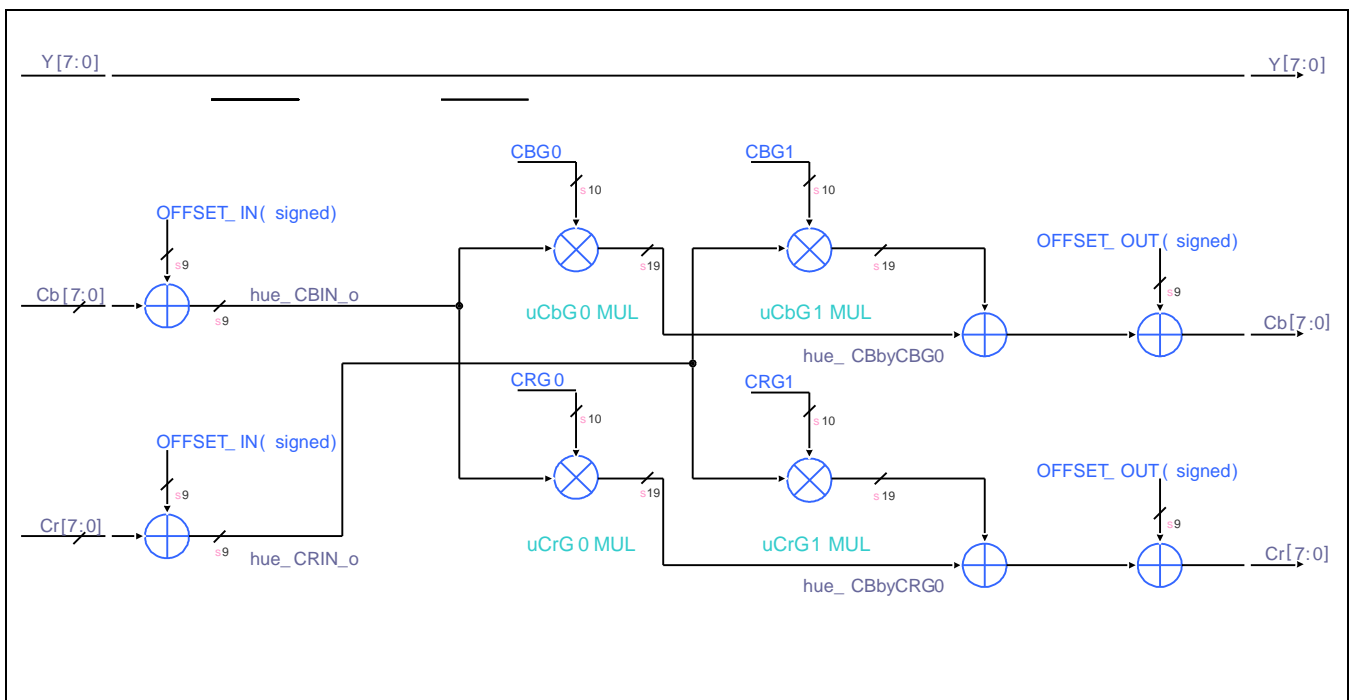 Y[7:0]
Y[7:0]
CBG0
CBG1
s10
s10
OFFSET_IN( signed)
OFFSET_OUT( signed)
s9
s19
s19
s9
Cb[7:0]
hue_CBIN_o
s9
uCbG0 MUL
uCbG1 MUL
Cb[7:0]
hue_CBbyCBG0
CRG0
CRG1
s10
s10
OFFSET_IN( signed)
OFFSET_OUT( signed)
s9
s19
s19
s9
Cr[7:0]
s9
hue_CRIN_o
uCrG0 MUL
uCrG1 MUL
Cr[7:0]
hue_CBbyCRG0